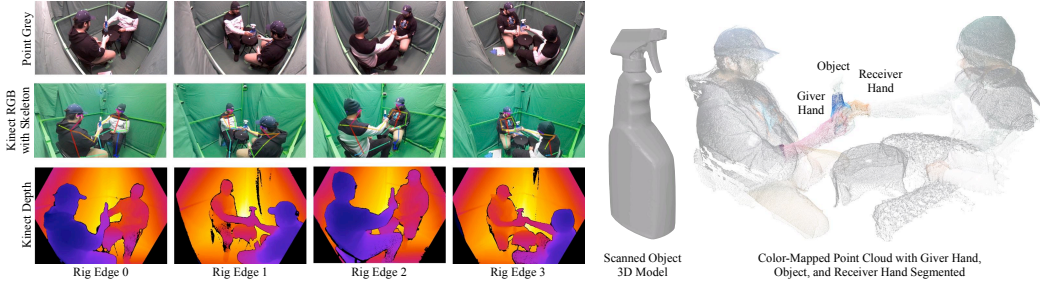 Point Grey
Kinect RGB
with Skeleton
Kinect Depth
Rig Edge 0
Rig Edge 1
Rig Edge 2
Rig Edge 3
Scanned Object
3D Model
Object
Receiver
Hand
Giver
Hand
Color-Mapped Point Cloud with Giver Hand,
Object, and Receiver Hand Segmented